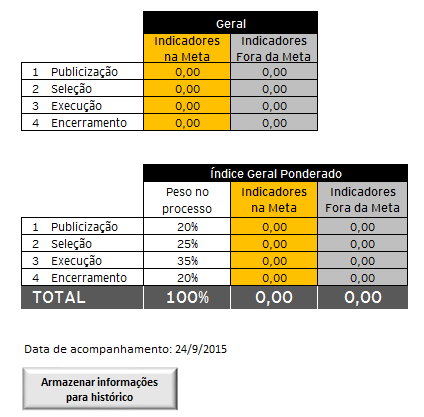 Geral
Indicadores na Meta Indicadores Fora da Meta
1 Publicização 0,00 0,00
2 Seleção 0,00 0,00
3 Execução 0,00 0,00
4 Encerramento 0,00 0,00
Índice Geral Ponderado
Peso no processo Indicadores na Meta Indicadores Fora da Meta
1 Publicização 20% 0,00 0,00
2 Seleção 25% 0,00 0,00
3 Execução 35% 0,00 0,00
4 Encerramento 20% 0,00 0,00
TOTAL 100% 0,00 0,00
Data de acompanhamento: 24/9/2015
Armazenar informações
para histórico